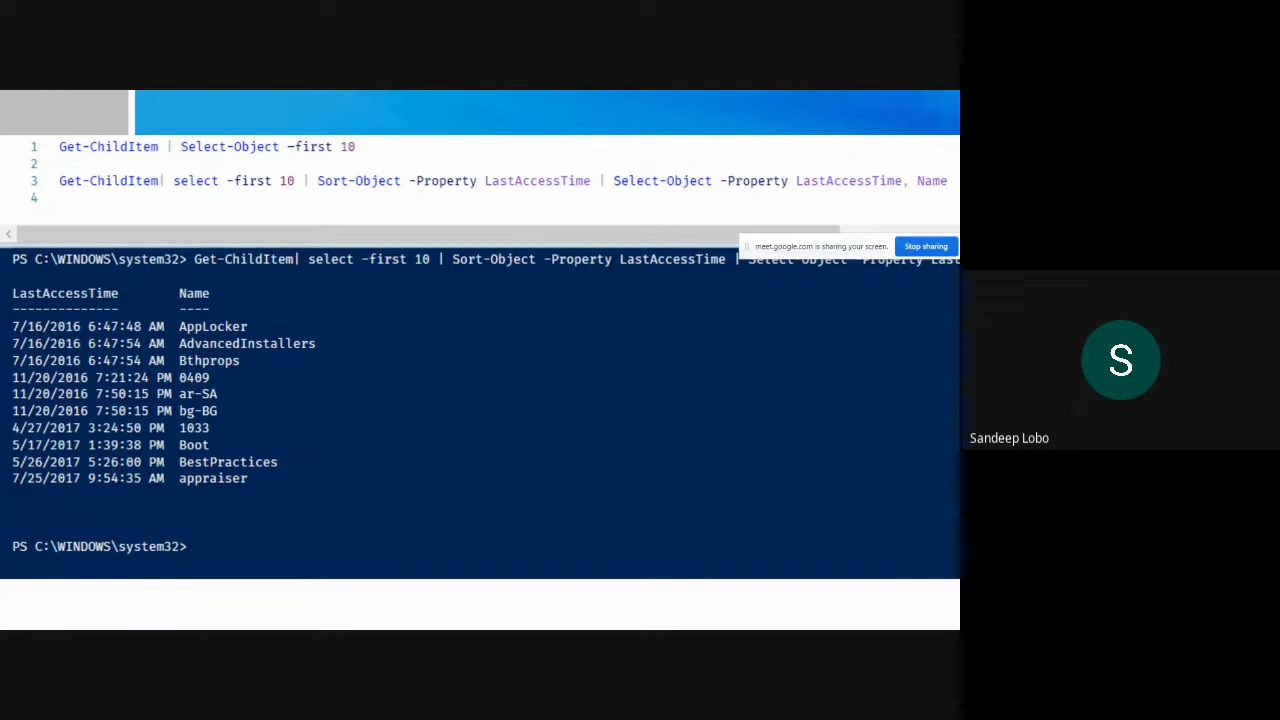 1 Get-ChildItem | Select-Object –first 10
2
3 Get-ChildItem| select -first 10 | Sort-Object -Property LastAccessTime | Select-Object -Property LastAccessTime, Name
4
meet.google.com is sharing your screen. Stop sharing
PS C:\WINDOWS\system32> Get-ChildItem| select -first 10 | Sort-Object -Property LastAccessTime | Select-Object -Property Last
LastAccessTime Name
-------------- ----
7/16/2016 6:47:48 AM AppLocker
7/16/2016 6:47:54 AM AdvancedInstallers
7/16/2016 6:47:54 AM Bthprops
11/20/2016 7:21:24 PM 0409
11/20/2016 7:50:15 PM ar-SA
11/20/2016 7:50:15 PM bg-BG
4/27/2017 3:24:50 PM 1033
5/17/2017 1:39:38 PM Boot
5/26/2017 5:26:00 PM BestPractices
7/25/2017 9:54:35 AM appraiser
PS C:\WINDOWS\system32>
S
Sandeep Lobo